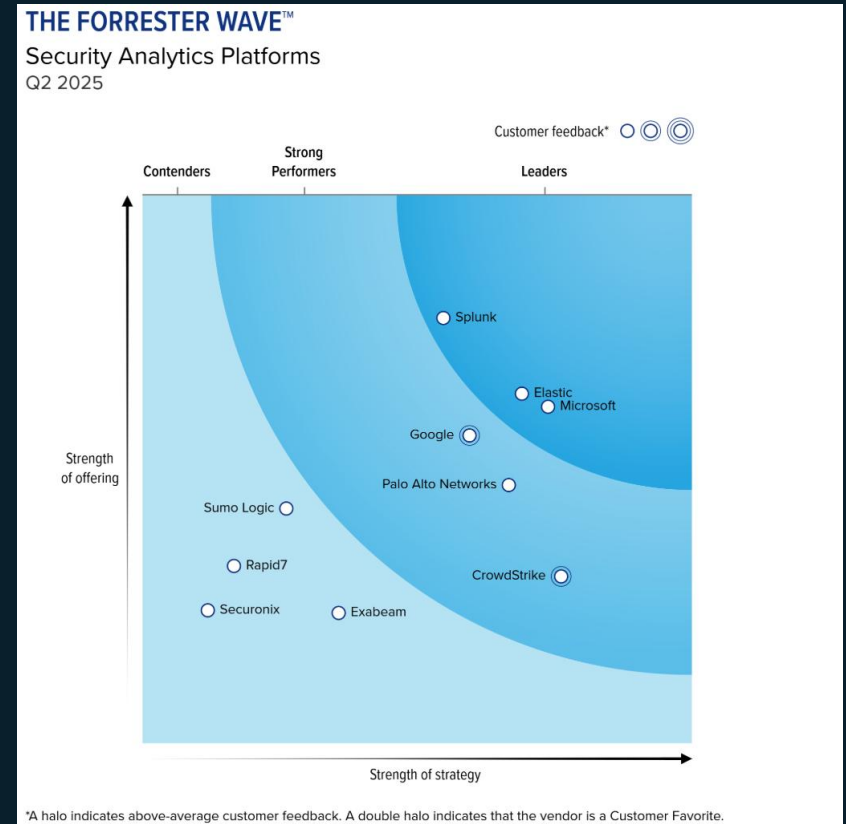 THE FORRESTER WAVE™
Security Analytics Platforms
Q2 2025
Customer feedback*
Contenders
Strong
Performers
Leaders
Splunk
Elastic
Microsoft
Google
Strength
of offering
Palo Alto Networks
Sumo Logic
Rapid7
CrowdStrike
Securonix
Exabeam
Strength of strategy
*A halo indicates above-average customer feedback. A double halo indicates that the vendor is a Customer Favorite.